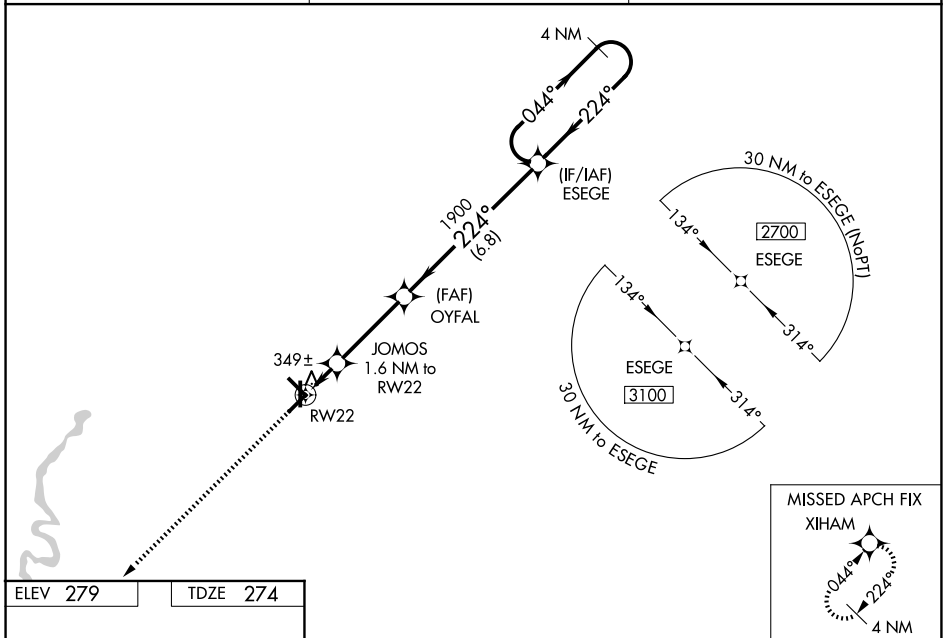 4 NM
044°
224°
(IF/IAF)
ESEGE
1900
224°
(6.8)
(FAF)
OYFAL
JOMOS
1.6 NM to
RW22
349±
RW22
30 NM to ESEGE (NoPT)
134°
2700
ESEGE
314°
134°
ESEGE
3100
314°
30 NM to ESEGE
MISSED APCH FIX
XIHAM
044°
224°
4 NM
ELEV 279
TDZE 274